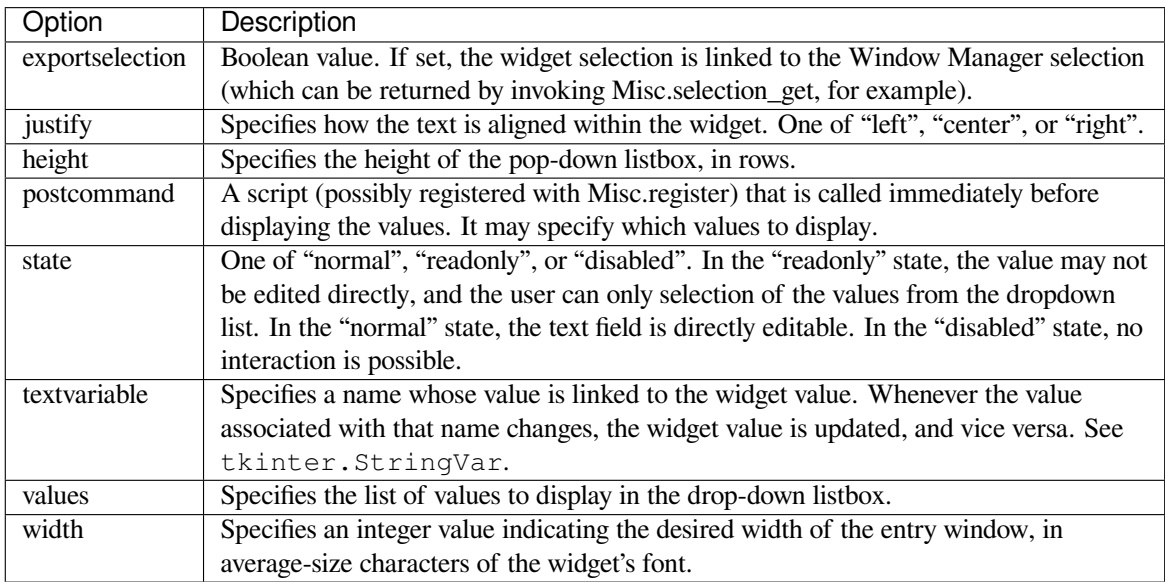 Option Description
exportselection Boolean value. If set, the widget selection is linked to the Window Manager selection
(which can be returned by invoking Misc.selection_get, for example).
justify Specifies how the text is aligned within the widget. One of “left”, “center”, or “right”.
height Specifies the height of the pop-down listbox, in rows.
postcommand A script (possibly registered with Misc.register) that is called immediately before
displaying the values. It may specify which values to display.
state One of “normal”, “readonly”, or “disabled”. In the “readonly” state, the value may not
be edited directly, and the user can only selection of the values from the dropdown
list. In the “normal” state, the text field is directly editable. In the “disabled” state, no
interaction is possible.
textvariable Specifies a name whose value is linked to the widget value. Whenever the value
associated with that name changes, the widget value is updated, and vice versa. See
tkinter.StringVar.
values Specifies the list of values to display in the drop-down listbox.
width Specifies an integer value indicating the desired width of the entry window, in
average-size characters of the widget's font.